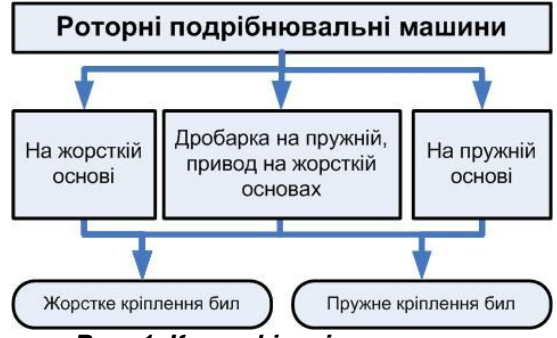 Роторні подрібнювальні машини
На жорсткій
основі
Дробарка на пружній,
привод на жорсткій
основах
На пружній
основі
Жорстке кріплення бил
Пружне кріплення бил